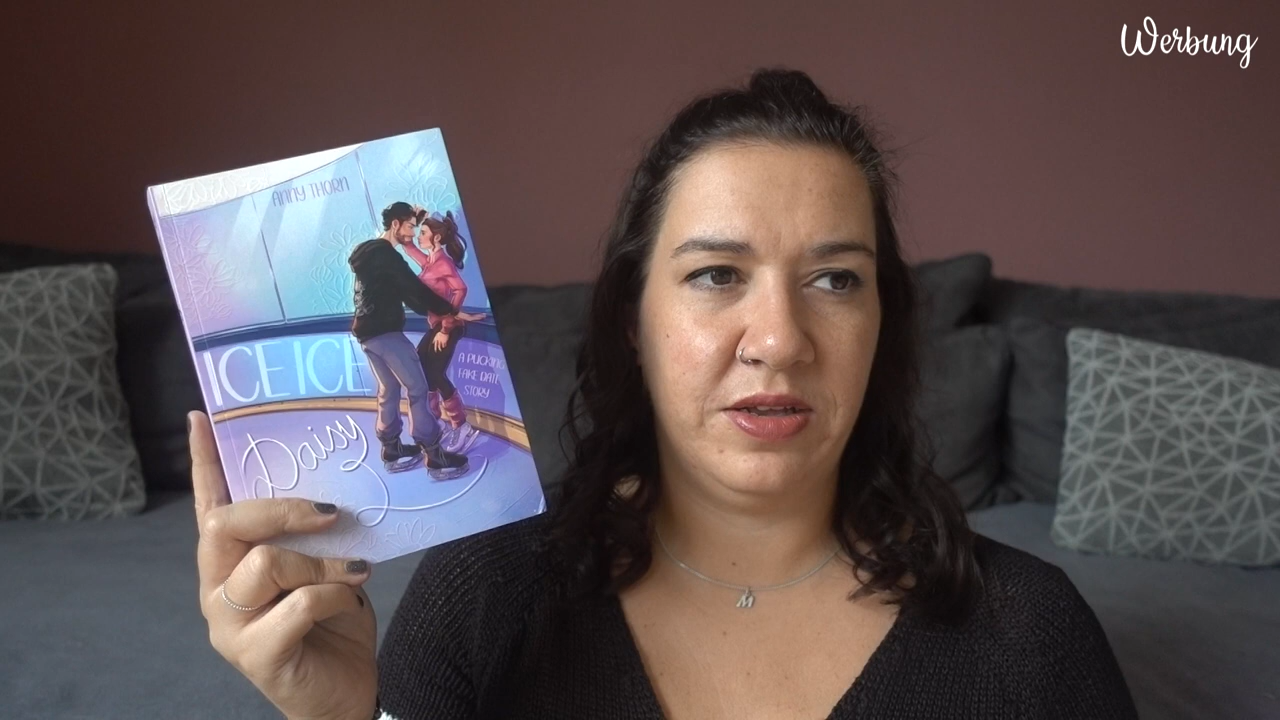 Werbung
ANNY THORN
ICE ICE
A PUCKING
FAKE DATE
STORY
Daisy
M